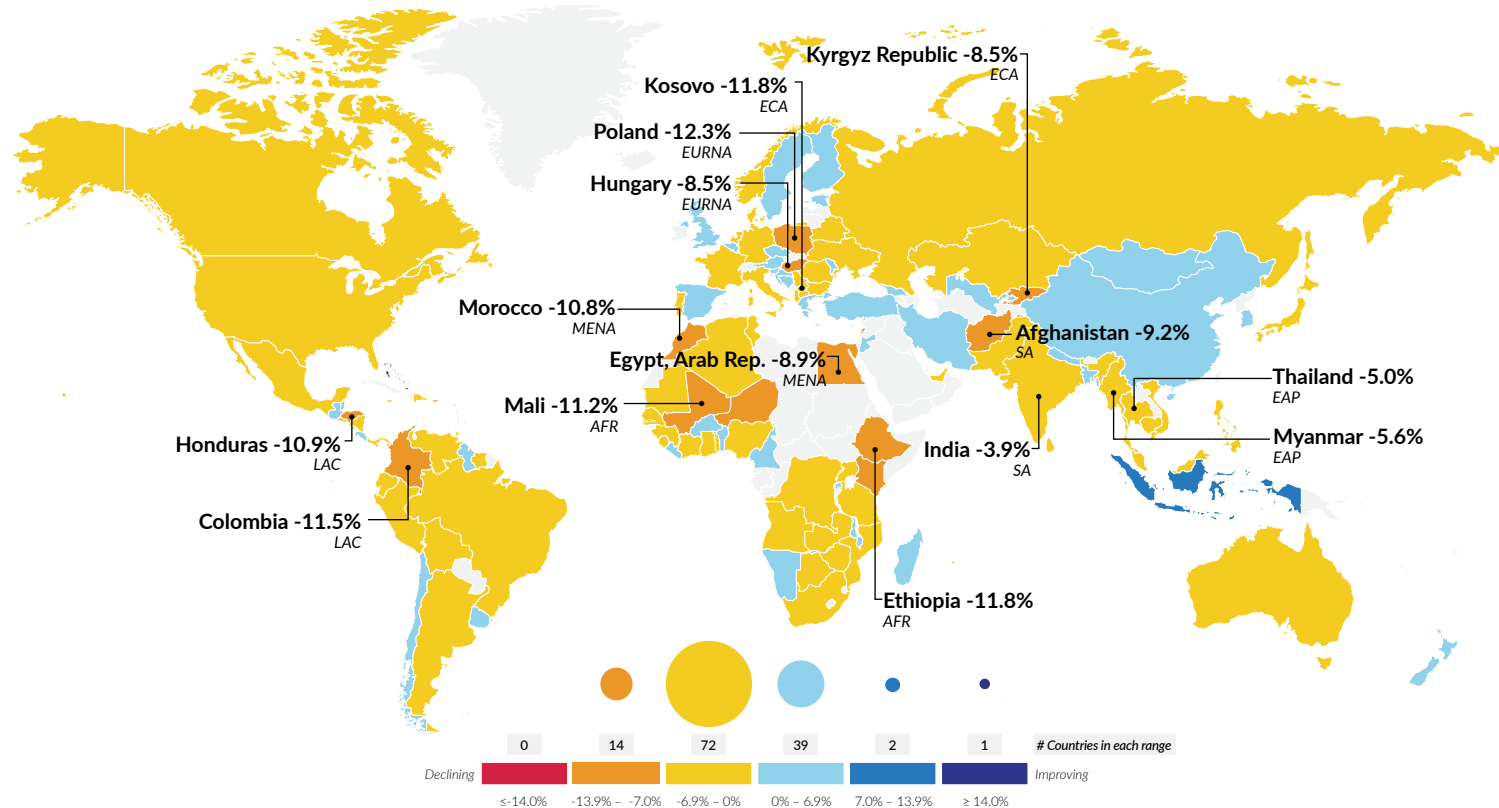 Kyrgyz Republic -8.5%
ECA
Kosovo -11.8%
ECA
Poland -12.3%
EURNA
Hungary -8.5%
EURNA
Morocco -10.8%
MENA
Afghanistan -9.2%
SA
Egypt, Arab Rep. -8.9%
MENA
Thailand -5.0%
EAP
Mali -11.2%
AFR
Myanmar -5.6%
EAP
Honduras -10.9%
LAC
India -3.9%
SA
Colombia -11.5%
LAC
Ethiopia -11.8%
AFR
0 14 72 39 2 1 # Countries in each range
Declining Improving
≤-14.0% -13.9% – -7.0% -6.9% – 0% 0% – 6.9% 7.0% – 13.9% ≥ 14.0%